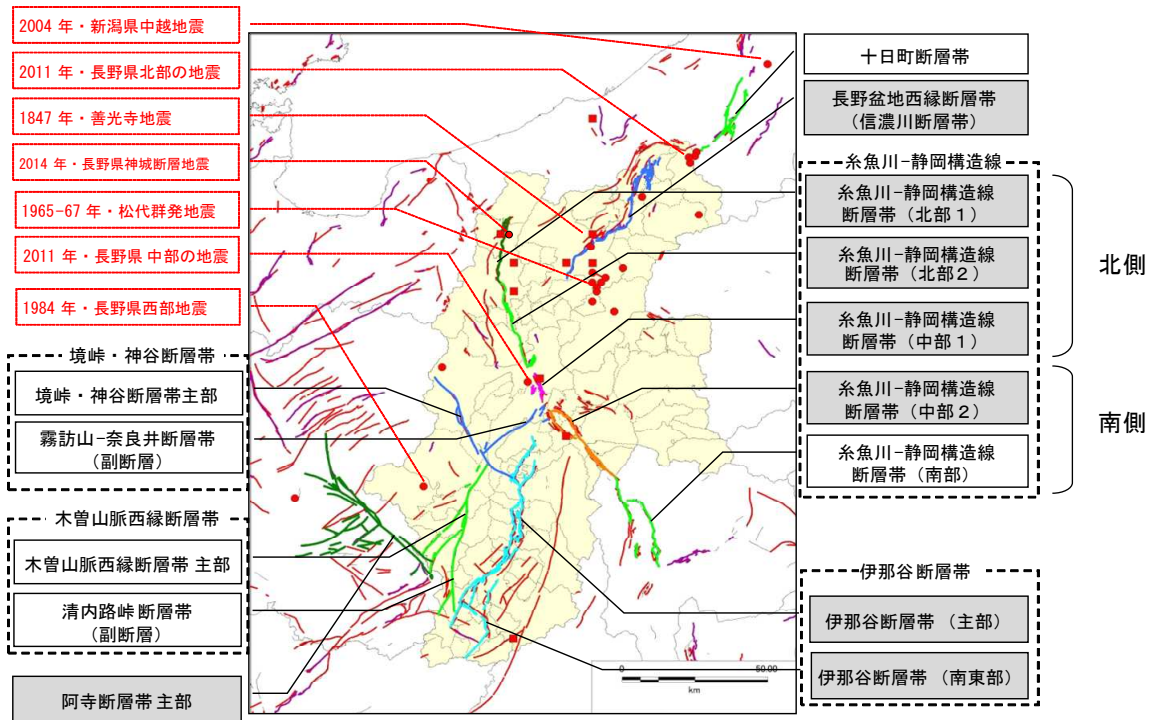 2004 年・新潟県中越地震
2011 年・長野県北部の地震
1847 年・善光寺地震
2014 年・長野県神城断層地震
1965-67 年・松代群発地震
2011 年・長野県 中部の地震
1984 年・長野県西部地震
境峠・神谷断層帯
境峠・神谷断層帯主部
霧訪山-奈良井断層帯
(副断層)
木曽山脈西縁断層帯
木曽山脈西縁断層帯 主部
清内路峠断層帯
(副断層)
阿寺断層帯 主部
十日町断層帯
長野盆地西縁断層帯
(信濃川断層帯)
糸魚川-静岡構造線
糸魚川-静岡構造線
断層帯(北部1)
糸魚川-静岡構造線
断層帯(北部2)
糸魚川-静岡構造線
断層帯(中部1)
糸魚川-静岡構造線
断層帯(中部2)
糸魚川-静岡構造線
断層帯(南部)
北側
南側
伊那谷断層帯
伊那谷断層帯 (主部)
伊那谷断層帯 (南東部)
0 50.00
km